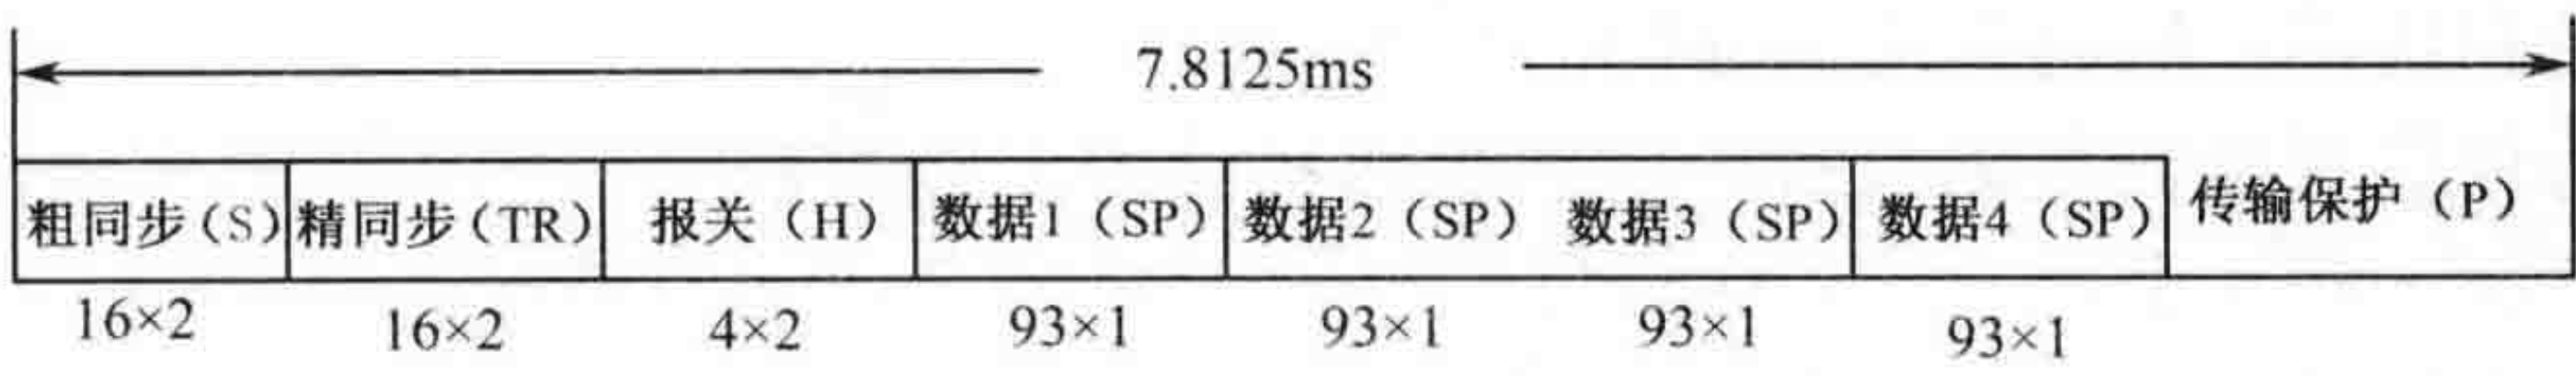 7.8125ms
粗同步(S) 精同步(TR) 报关(H) 数据1(SP) 数据2(SP) 数据3(SP) 数据4(SP) 传输保护(P)
16×2 16×2 4×2 93×1 93×1 93×1 93×1